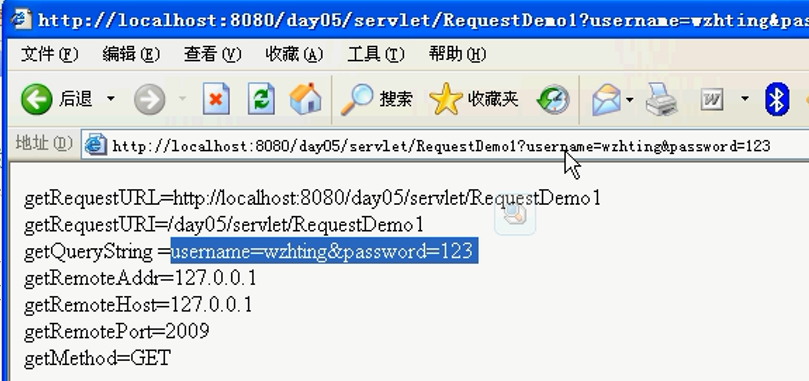 http://localhost:8080/day05/servlet/RequestDemo1?username=wzhting&pas
文件(F) 编辑(E) 查看(V) 收藏(A) 工具(T) 帮助(H)
后退 搜索 收藏夹 W
地址(D) http://localhost:8080/day05/servlet/RequestDemo1?username=wzhting&password=123
getRequestURL=http://localhost:8080/day05/servlet/RequestDemo1
getRequestURI=/day05/servlet/RequestDemo1
getQueryString =username=wzhting&password=123
getRemoteAddr=127.0.0.1
getRemoteHost=127.0.0.1
getRemotePort=2009
getMethod=GET